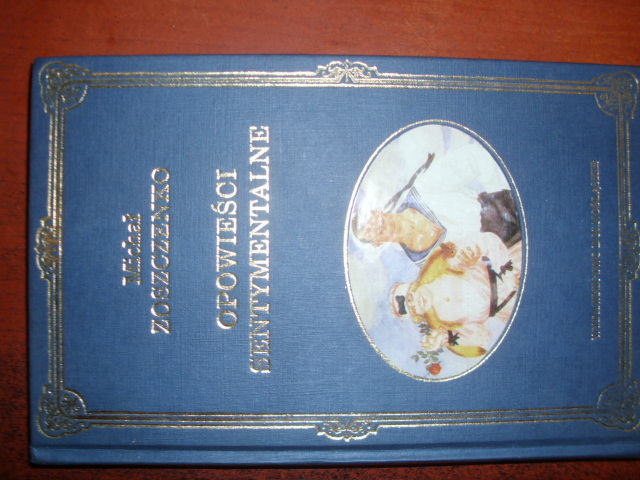 Michał
ZOSZCZENKO
OPOWIEŚCI
SENTYMENTALNE